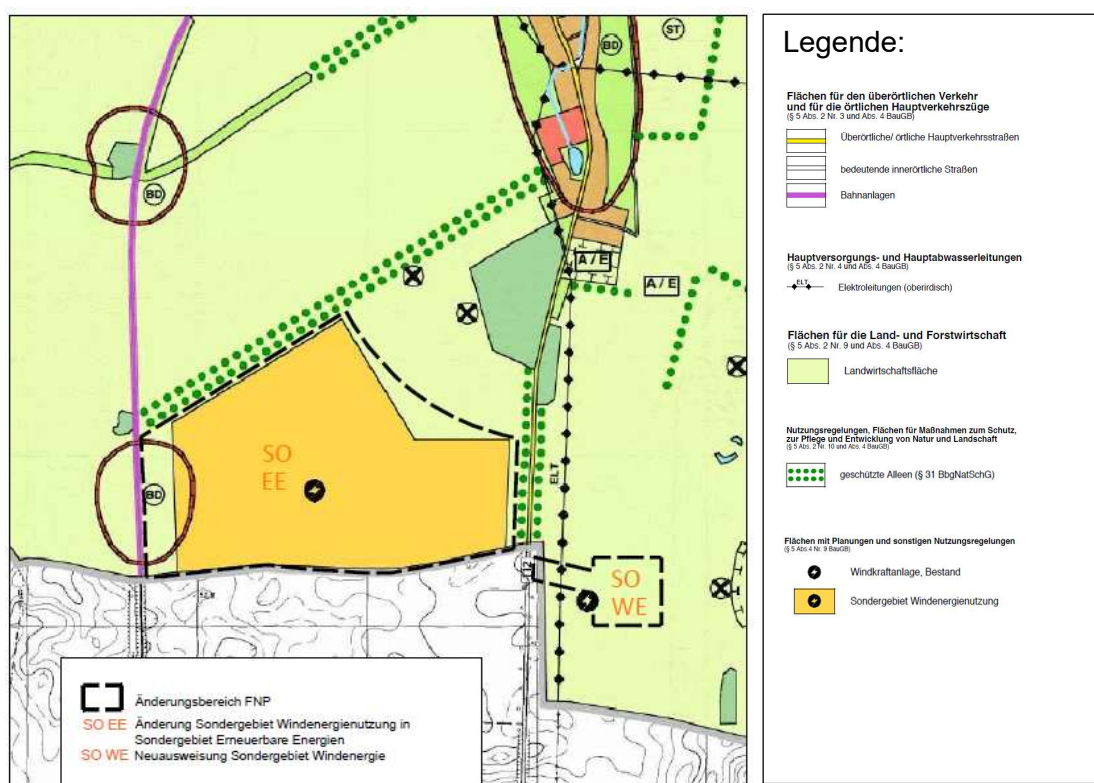 BD
ST
BD
A / E
A / E
SO
EE
BD
ELT
12
SO
WE
Änderungsbereich FNP
SO EE Änderung Sondergebiet Windenergienutzung in
Sondergebiet Erneuerbare Energien
SO WE Neuausweisung Sondergebiet Windenergie
Legende:
Flächen für den überörtlichen Verkehr
und für die örtlichen Hauptverkehrszüge
(§ 5 Abs. 2 Nr. 3 und Abs. 4 BauGB)
Überörtliche/ örtliche Hauptverkehrsstraßen
bedeutende innerörtliche Straßen
Bahnanlagen
Hauptversorgungs- und Hauptabwasserleitungen
(§ 5 Abs. 2 Nr. 4 und Abs. 4 BauGB)
ELT
Elektroleitungen (oberirdisch)
Flächen für die Land- und Forstwirtschaft
(§ 5 Abs. 2 Nr. 9 und Abs. 4 BauGB)
Landwirtschaftsfläche
Nutzungsregelungen, Flächen für Maßnahmen zum Schutz,
zur Pflege und Entwicklung von Natur und Landschaft
(§ 5 Abs. 2 Nr. 10 und Abs. 4 BauGB)
geschützte Alleen (§ 31 BbgNatSchG)
Flächen mit Planungen und sonstigen Nutzungsregelungen
(§ 5 Abs.4 Nr. 9 BauGB)
Windkraftanlage, Bestand
Sondergebiet Windenergienutzung